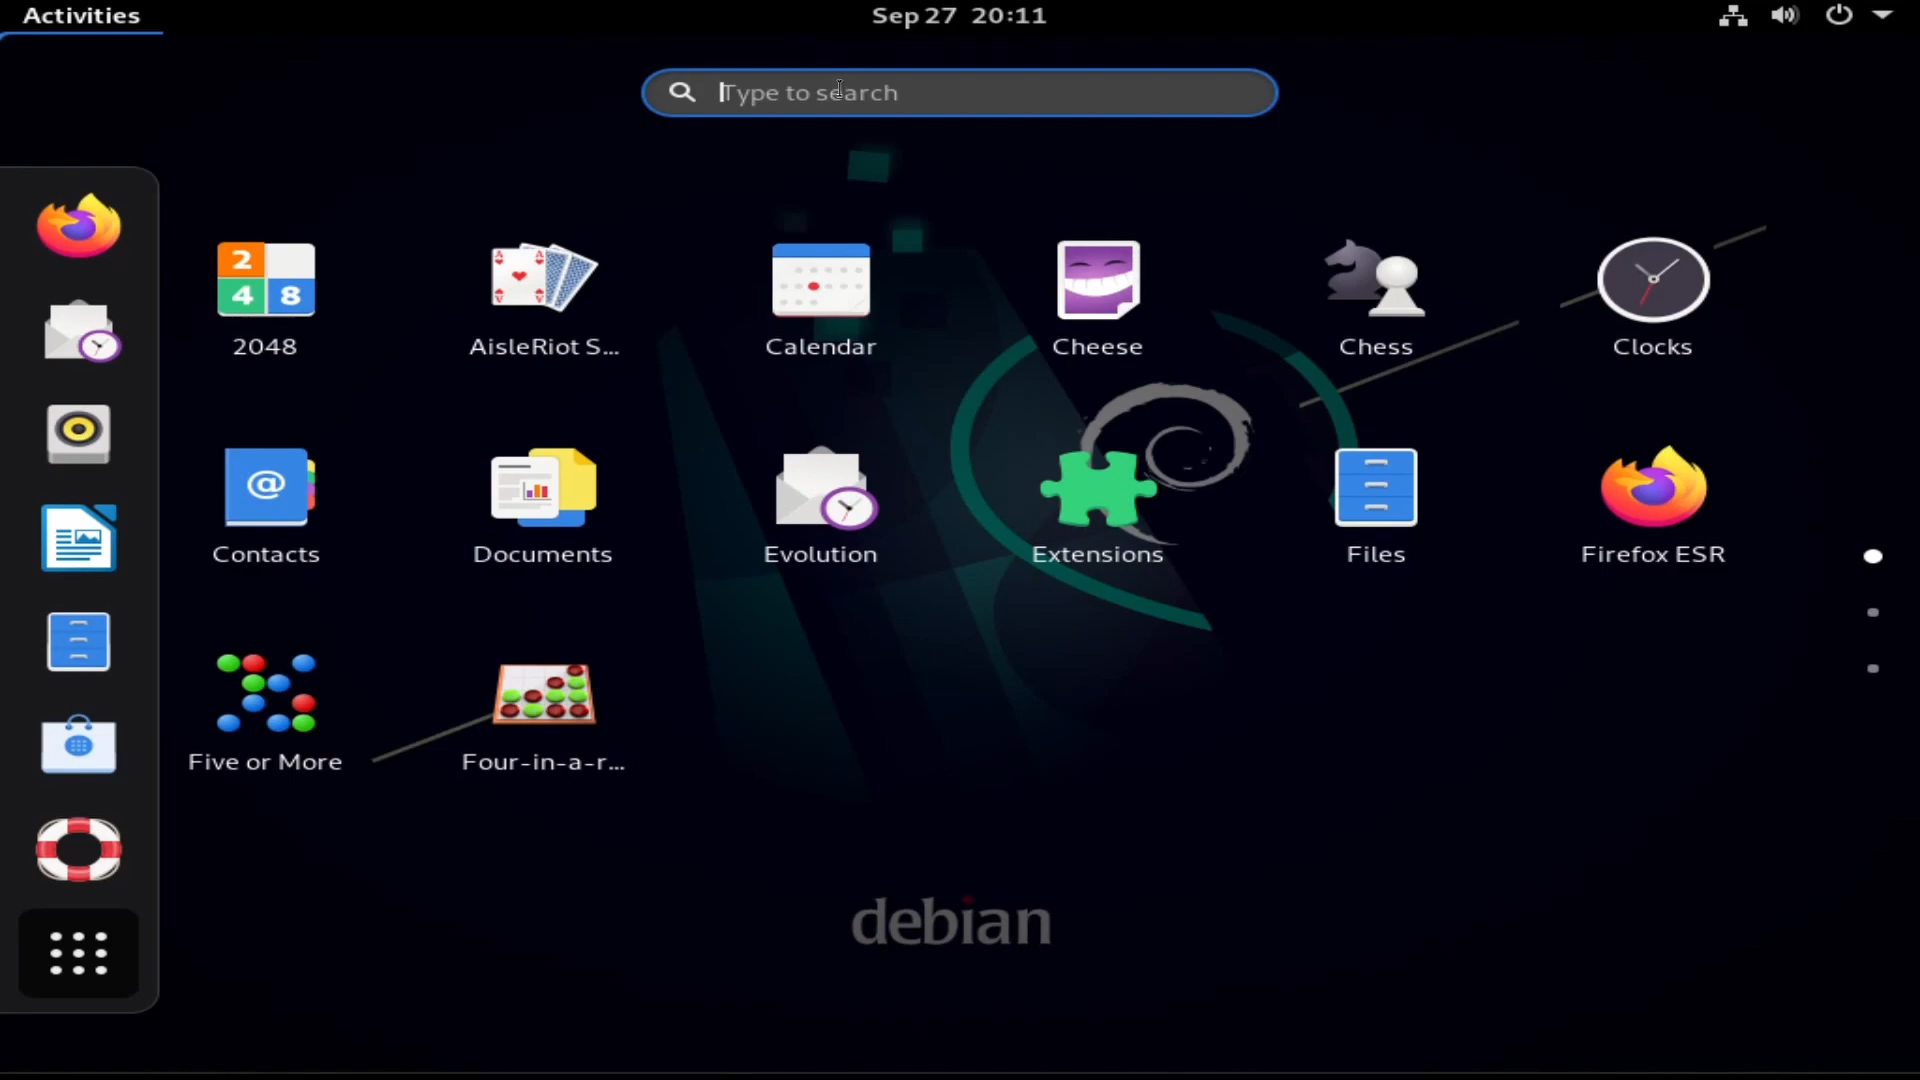 Activities
Sep 27 20:11
Type to search
2 4 8
2048
AisleRiot S...
Calendar
Cheese
Chess
Clocks
@
Contacts
Documents
Evolution
Extensions
Files
Firefox ESR
Five or More
Four-in-a-r...
debian